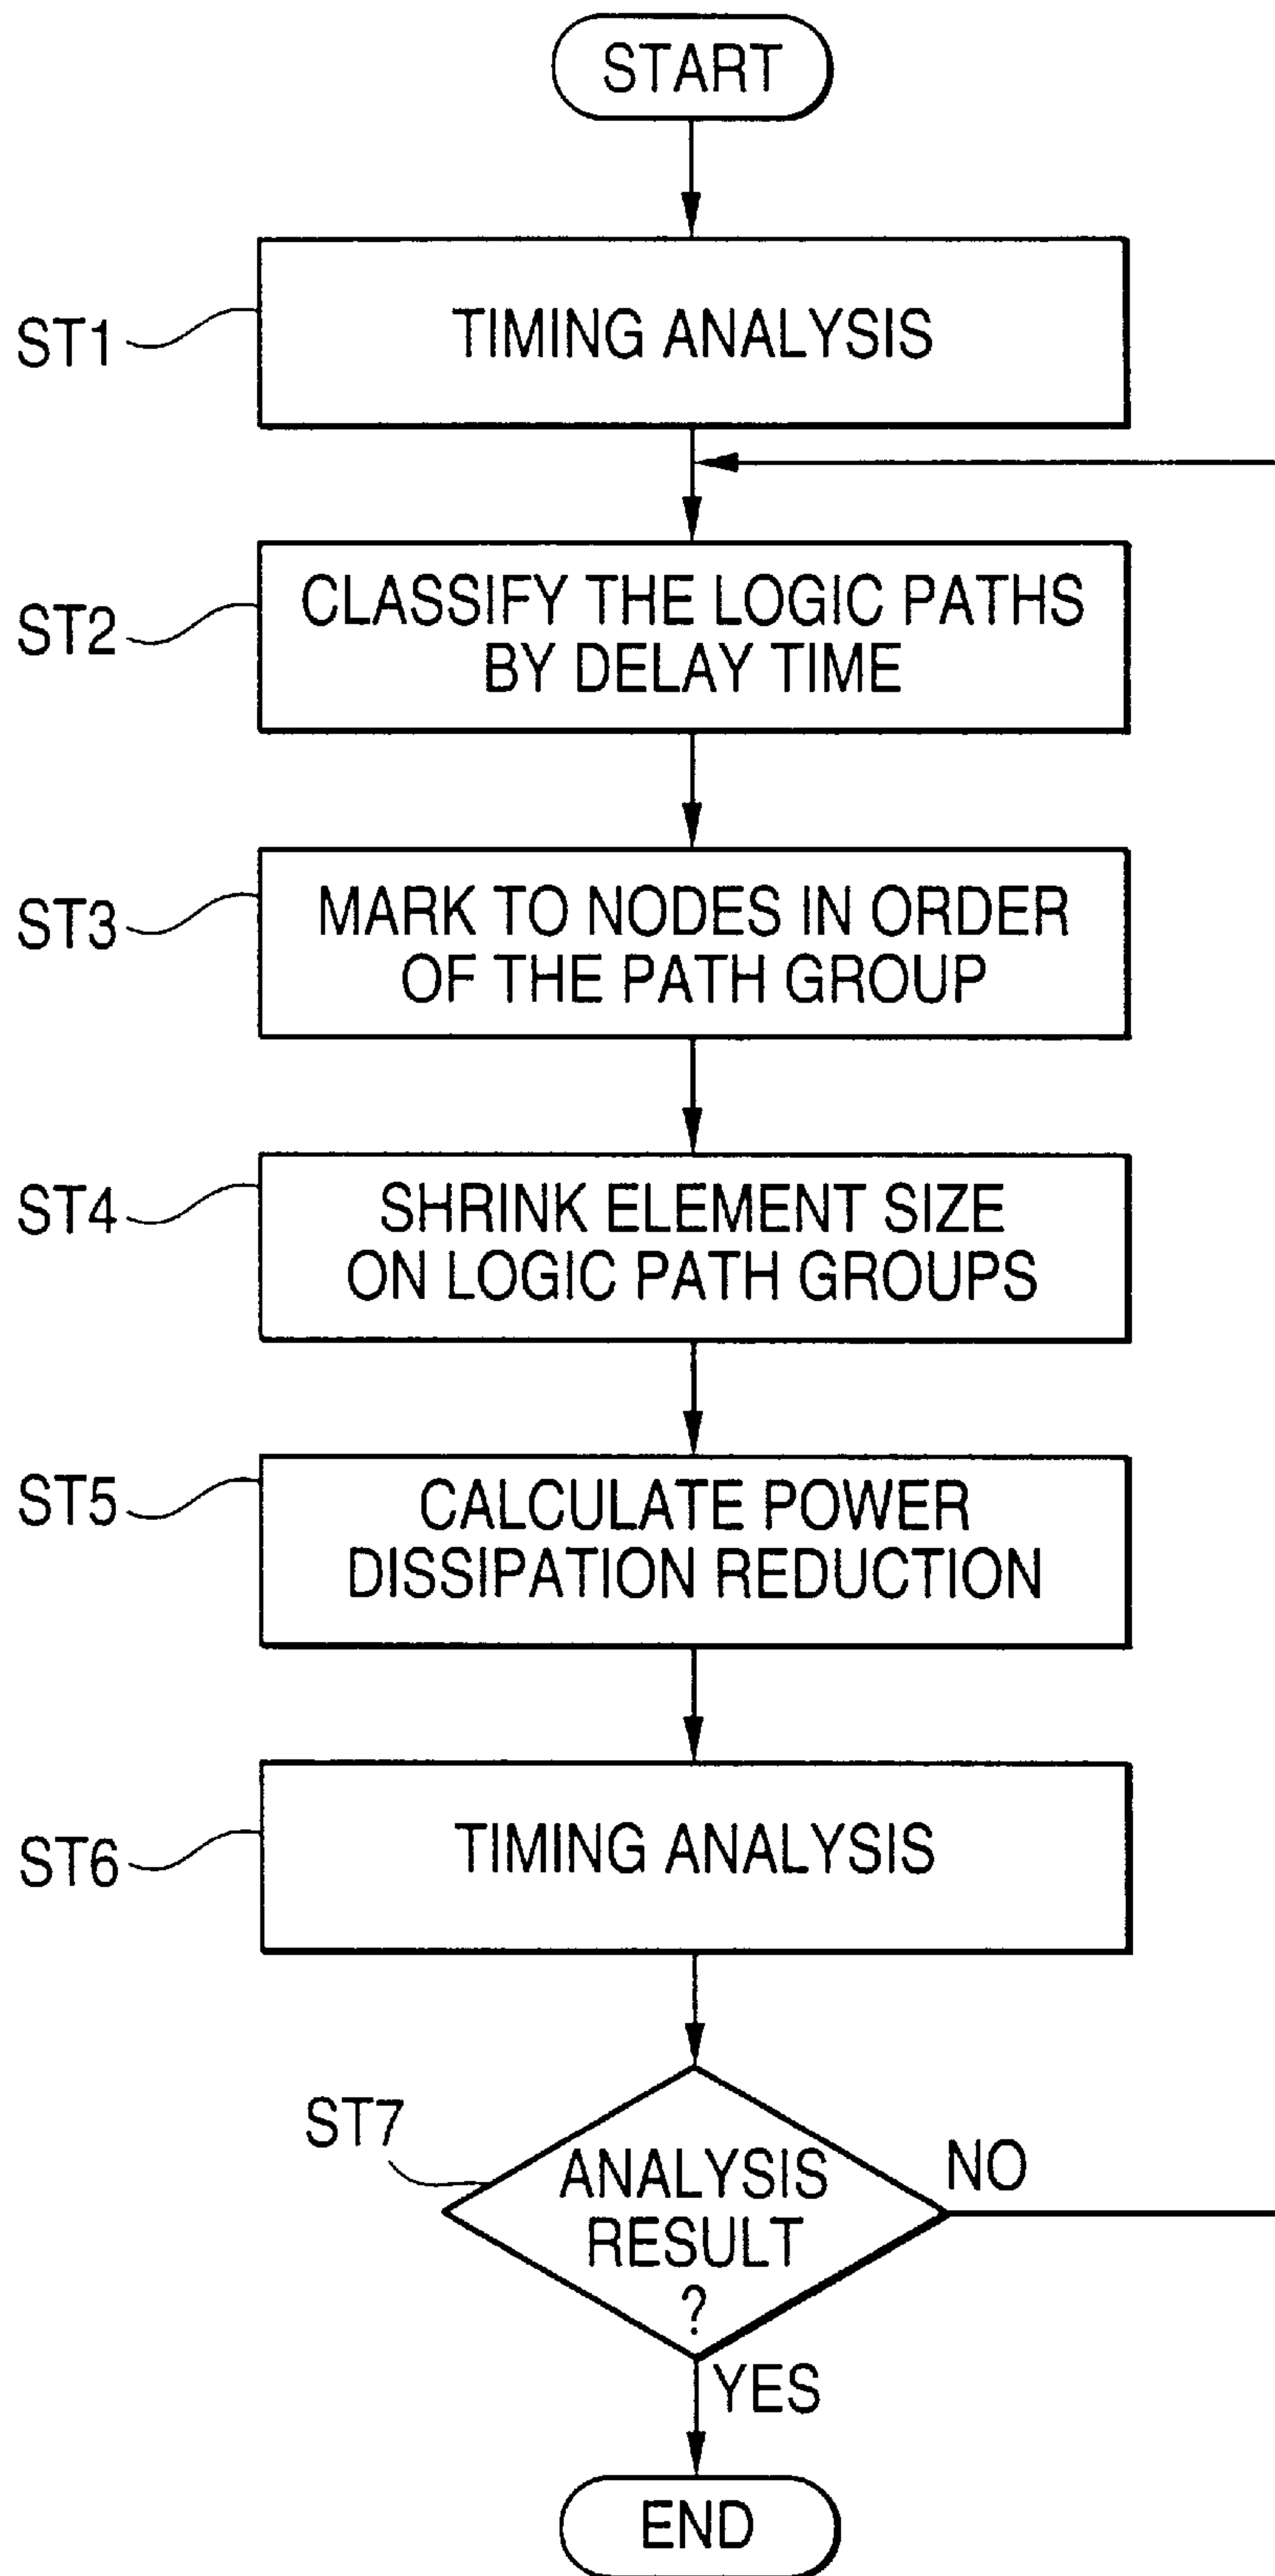 START
ST1
TIMING ANALYSIS
ST2
CLASSIFY THE LOGIC PATHS
BY DELAY TIME
ST3
MARK TO NODES IN ORDER
OF THE PATH GROUP
ST4
SHRINK ELEMENT SIZE
ON LOGIC PATH GROUPS
ST5
CALCULATE POWER
DISSIPATION REDUCTION
ST6
TIMING ANALYSIS
ST7
ANALYSIS
RESULT
?
NO
YES
END